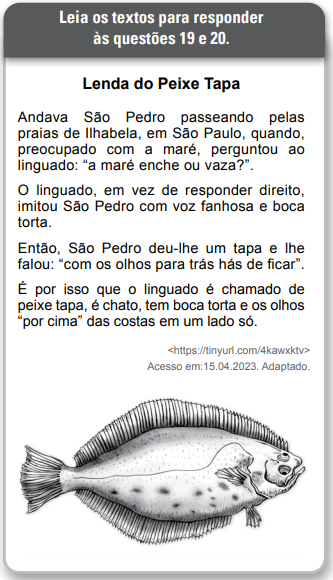 Leia os textos para responder
às questões 19 e 20.
Lenda do Peixe Tapa
Andava São Pedro passeando pelas
praias de Ilhabela, em São Paulo, quando,
preocupado com a maré, perguntou ao
linguado: “a maré enche ou vaza?”.
O linguado, em vez de responder direito,
imitou São Pedro com voz fanhosa e boca
torta.
Então, São Pedro deu-lhe um tapa e lhe
falou: “com os olhos para trás hás de ficar”.
É por isso que o linguado é chamado de
peixe tapa, é chato, tem boca torta e os olhos
“por cima” das costas em um lado só.
<https://tinyurl.com/4kawxktv>
Acesso em:15.04.2023. Adaptado.